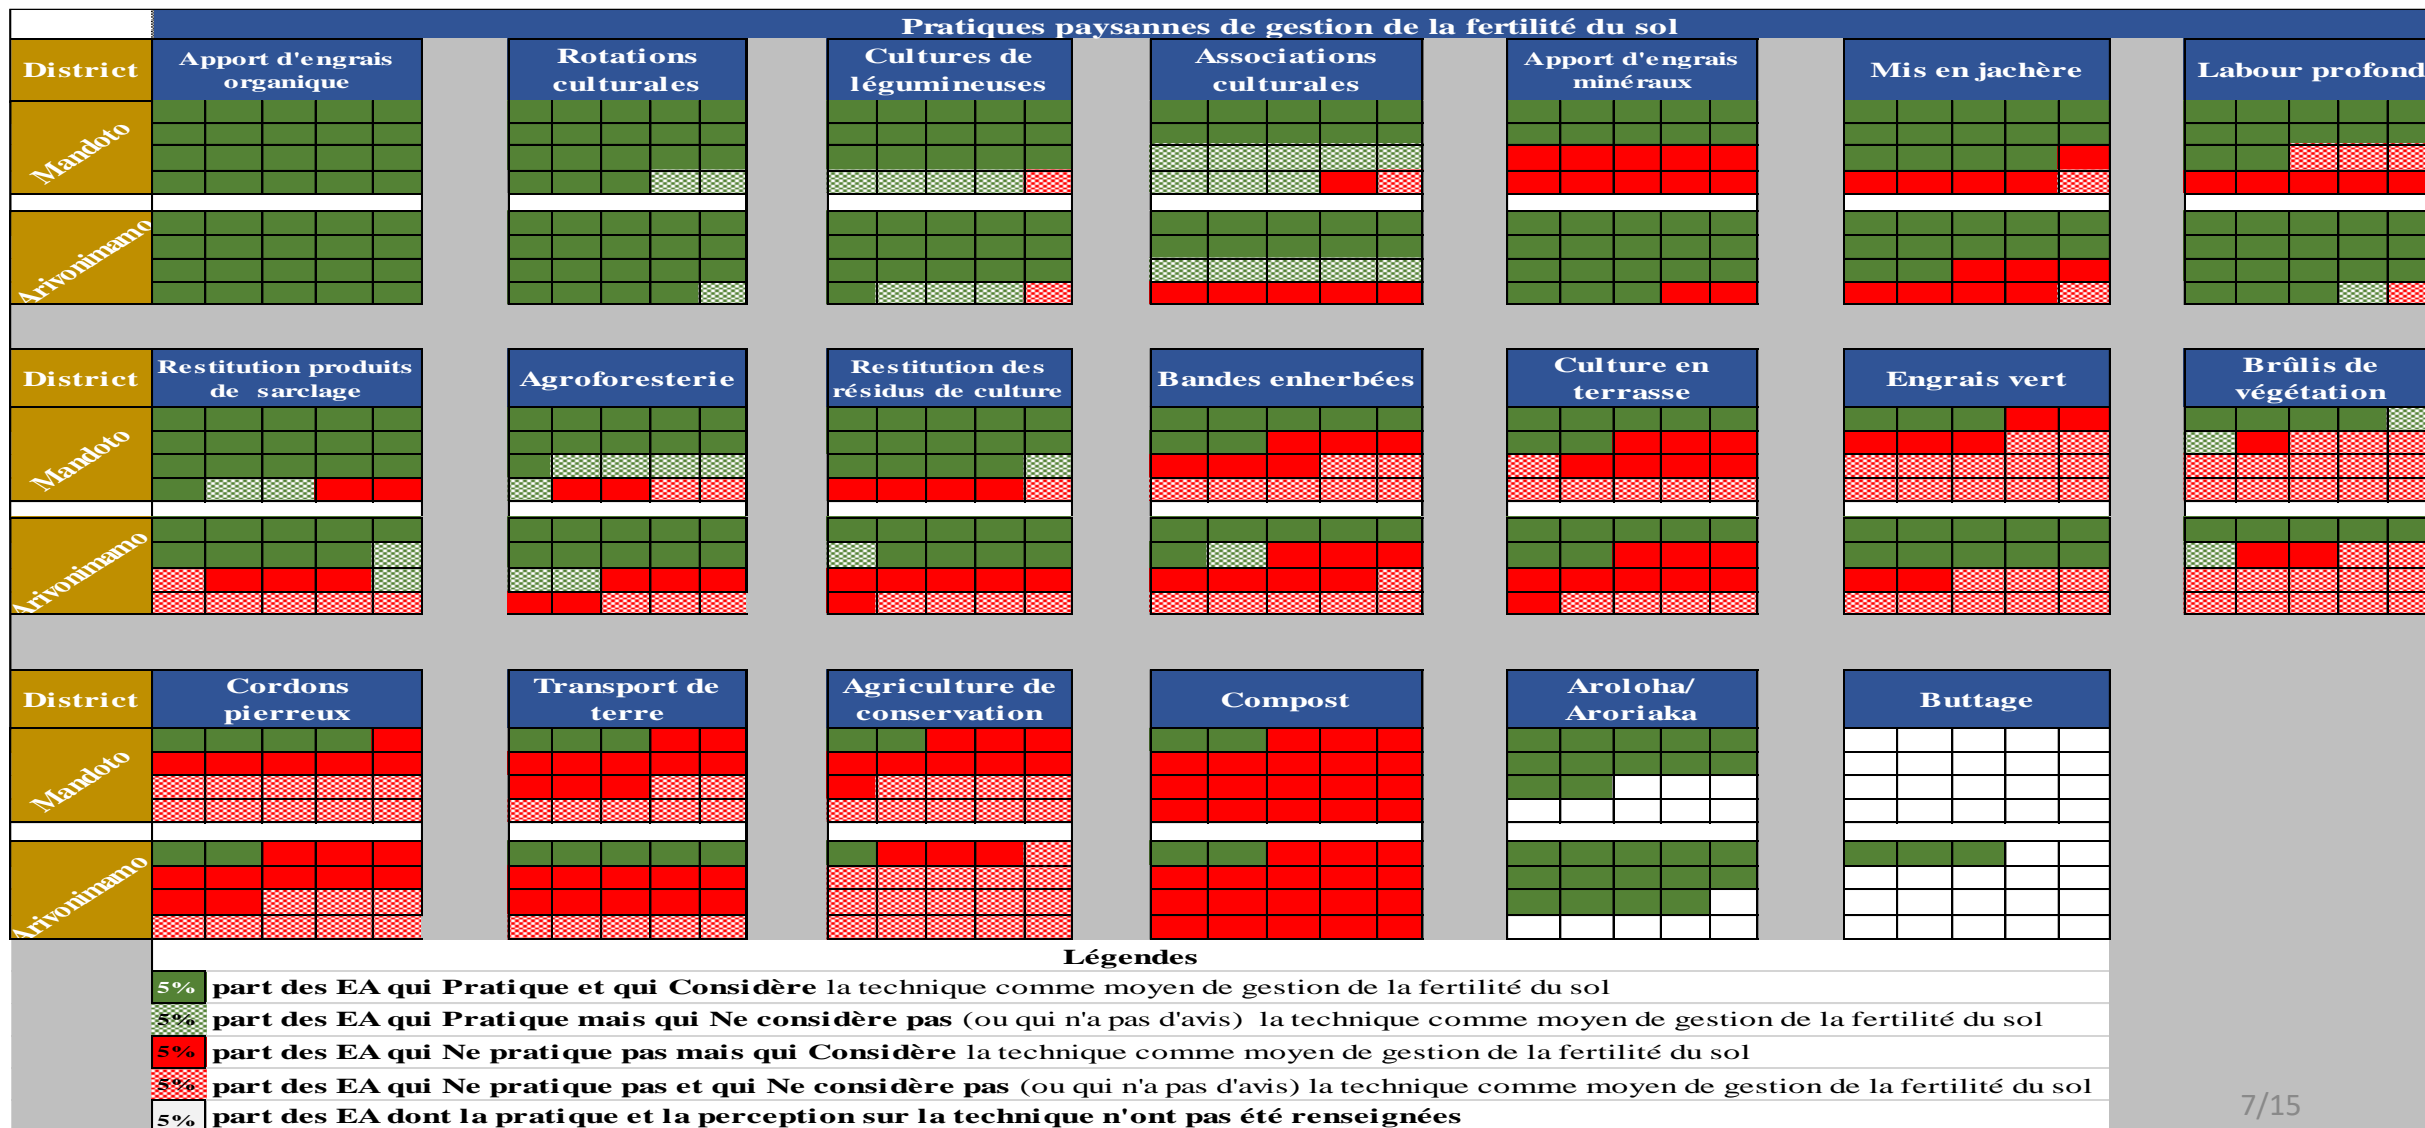 Pratiques paysannes de gestion de la fertilité du sol
District
Apport d'engrais
organique
Rotations
culturales
Cultures de
légumineuses
Associations
culturales
Apport d'engrais
minéraux
Mis en jachère
Labour profond
Mandoto
Arivonimamo
District
Restitution produits
de sarclage
Agroforesterie
Restitution des
résidus de culture
Bandes enherbées
Culture en
terrasse
Engrais vert
Brûlis de
végétation
Mandoto
Arivonimamo
District
Cordons
pierreux
Transport de
terre
Agriculture de
conservation
Compost
Aroloha/
Aroriaka
Buttage
Mandoto
Arivonimamo
Légendes
5% part des EA qui Pratique et qui Considère la technique comme moyen de gestion de la fertilité du sol
5% part des EA qui Pratique mais qui Ne considère pas (ou qui n'a pas d'avis) la technique comme moyen de gestion de la fertilité du sol
5% part des EA qui Ne pratique pas mais qui Considère la technique comme moyen de gestion de la fertilité du sol
5% part des EA qui Ne pratique pas et qui Ne considère pas (ou qui n'a pas d'avis) la technique comme moyen de gestion de la fertilité du sol
5% part des EA dont la pratique et la perception sur la technique n'ont pas été renseignées
7/15